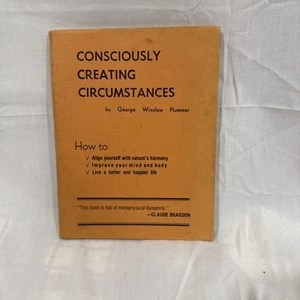 CONSCIOUSLY
CREATING
CIRCUMSTANCES
by George Winslow Plummer
How to
√ Align yourself with nature's harmony
√ Improve your mind and body
√ Live a better and happier life
"This book is full of metaphysical dynamite."
—CLAUDE BRAGDON